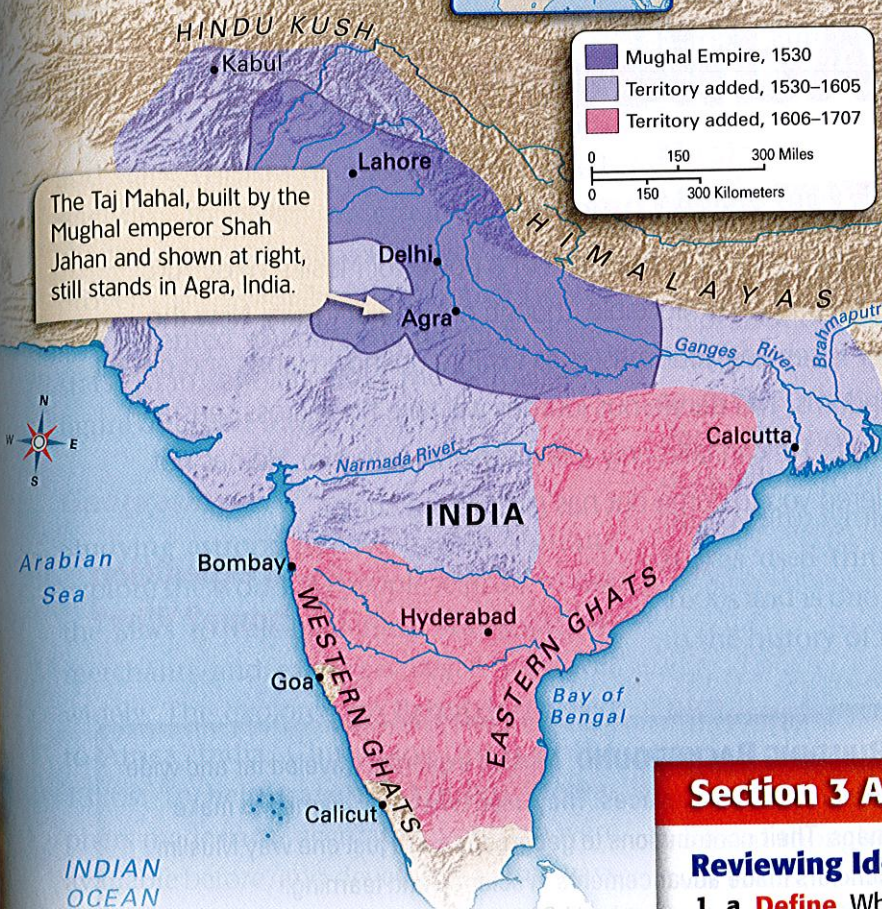 HINDU KUSH
Kabul
Mughal Empire, 1530
Territory added, 1530–1605
Territory added, 1606–1707
0 150 300 Miles
0 150 300 Kilometers
Lahore
The Taj Mahal, built by the
Mughal emperor Shah
Jahan and shown at right,
still stands in Agra, India.
Delhi
HIMALAYAS
Agra
Ganges River
Brahmaputr
N
W E
S
Calcutta
Narmada River
INDIA
Arabian
Sea
Bombay
WESTERN GHATS
Hyderabad
EASTERN GHATS
Goa
Bay of
Bengal
Calicut
INDIAN
OCEAN
Section 3 A
Reviewing Id
1. a. Define Wh